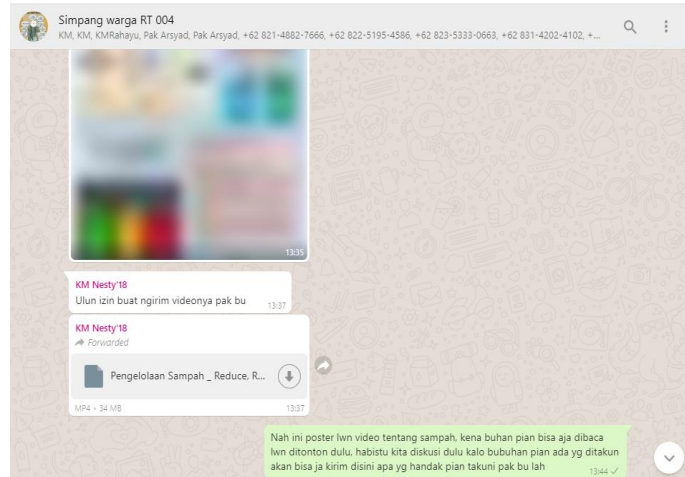 Simpang warga RT 004
KM, KM, KMRahayu, Pak Arsyad, Pak Arsyad, +62 821-4882-7666, +62 822-5195-4586, +62 823-5333-0663, +62 831-4202-4102, +...
13:35
KM Nesty'18
Ulun izin buat ngirim videonya pak bu
13:37
KM Nesty'18
Forwarded
Pengelolaan Sampah _ Reduce, R...
MP4 • 34 MB
13:37
Nah ini poster lwn video tentang sampah, kena buhan pian bisa aja dibaca
lwn ditonton dulu, habistu kita diskusi dulu kalo bubuhan pian ada yg ditakun
akan bisa ja kirim disini apa yg handak pian takuni pak bu lah
13:44